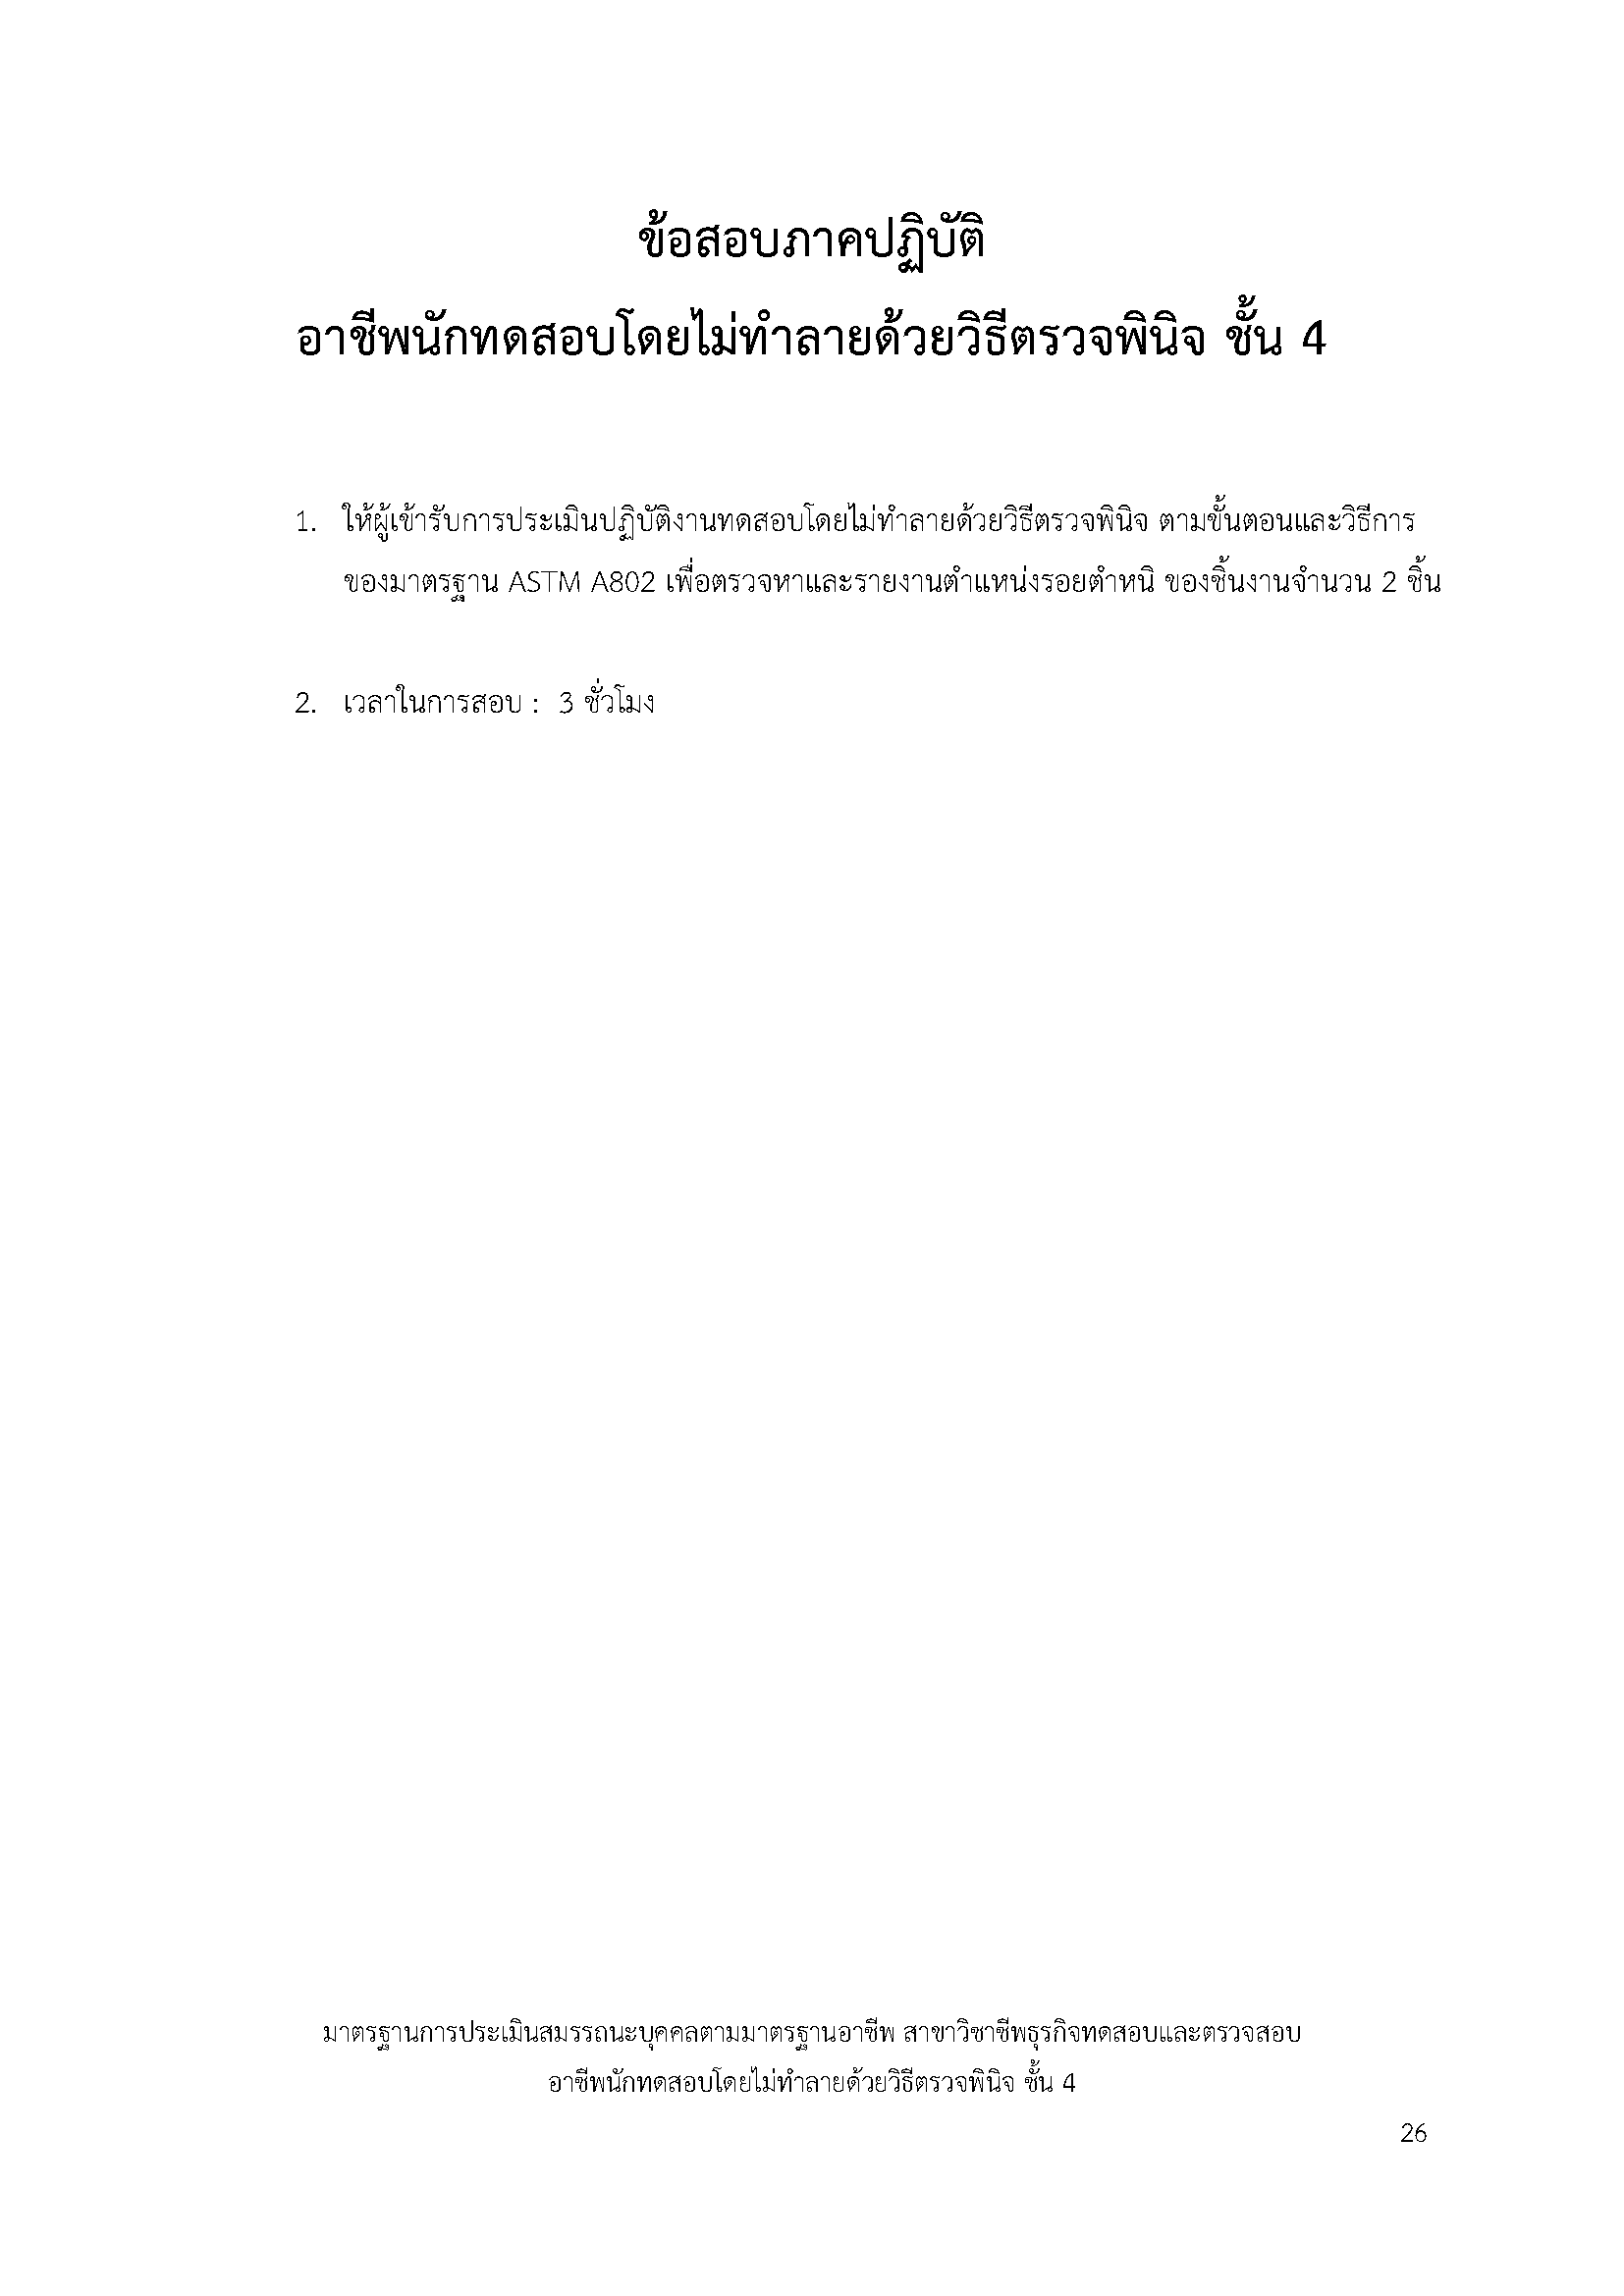 ข้อสอบภาคปฏิบัติ
อาชีพนักทดสอบโดยไม่ทำลายด้วยวิธีตรวจพินิจ ชั้น 4
1. ให้ผู้เข้ารับการประเมินปฏิบัติงานทดสอบโดยไม่ทำลายด้วยวิธีตรวจพินิจ ตามขั้นตอนและวิธีการ
ของมาตรฐาน ASTM A802 เพื่อตรวจหาและรายงานตำแหน่งรอยตำหนิ ของชิ้นงานจำนวน 2 ชิ้น
2. เวลาในการสอบ : 3 ชั่วโมง
มาตรฐานการประเมินสมรรถนะบุคคลตามมาตรฐานอาชีพ สาขาวิชาชีพธุรกิจทดสอบและตรวจสอบ
อาชีพนักทดสอบโดยไม่ทำลายด้วยวิธีตรวจพินิจ ชั้น 4
26